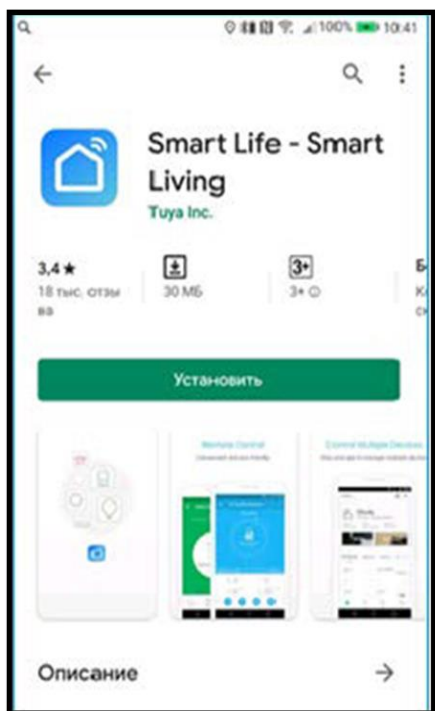 100% 10:41
Smart Life - Smart
Living
Tuya Inc.
3,4★
18 тыс. отзы
ва
30 МБ
3+
3+
Установить
Remote Control
Control Multiple Devices
Описание